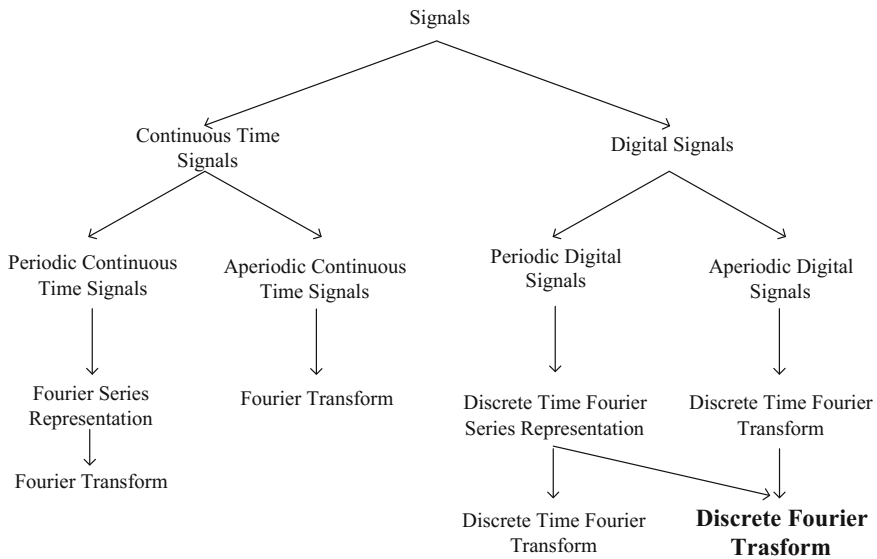 Signals
Continuous Time
Signals
Digital Signals
Periodic Continuous
Time Signals
Aperiodic Continuous
Time Signals
Periodic Digital
Signals
Aperiodic Digital
Signals
Fourier Series
Representation
Fourier Transform
Discrete Time Fourier
Series Representation
Discrete Time Fourier
Transform
Fourier Transform
Discrete Time Fourier
Transform
Discrete Fourier
Trasform